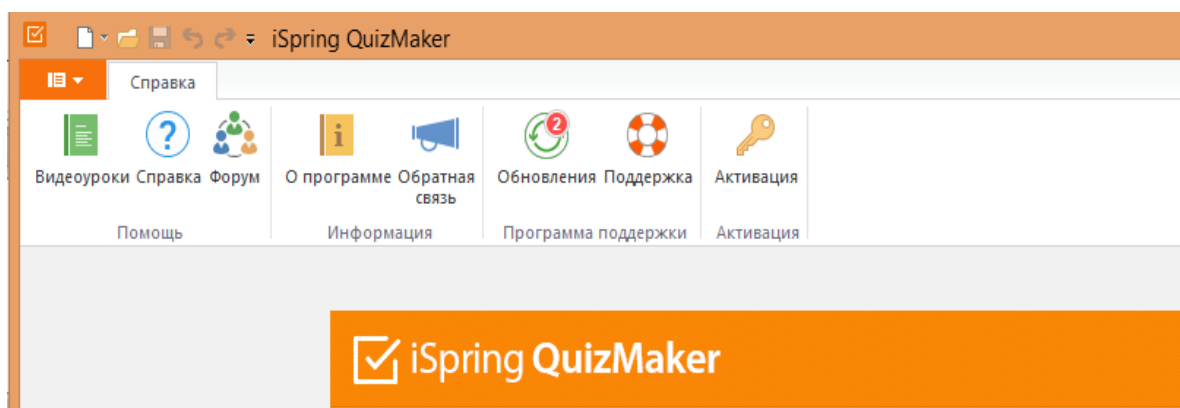 iSpring QuizMaker
Справка
Видеоуроки Справка Форум
О программе Обратная связь
2
Обновления Поддержка
Активация
Помощь
Информация
Программа поддержки
Активация
iSpring QuizMaker